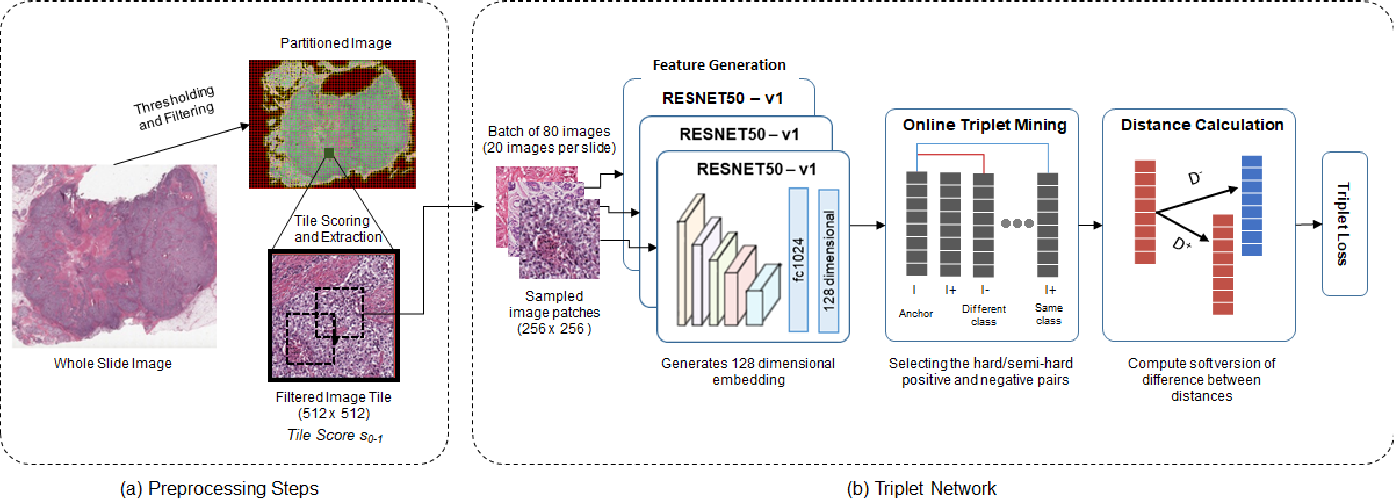 Partitioned Image
Thresholding
and Filtering
Tile Scoring
and Extraction
Whole Slide Image
Filtered Image Tile
(512 x 512)
Tile Score s0-1
(a) Preprocessing Steps
Feature Generation
RESNET50 – v1
RESNET50 – v1
RESNET50 – v1
Batch of 80 images
(20 images per slide)
Sampled
image patches
(256 x 256 )
fc1024
128 dimensional
Generates 128 dimensional
embedding
Online Triplet Mining
I
I+
I-
I+
Anchor
Different
class
Same
class
Selecting the hard/semi-hard
positive and negative pairs
Distance Calculation
D-
D+
Compute softversion of
difference between
distances
Triplet Loss
(b) Triplet Network